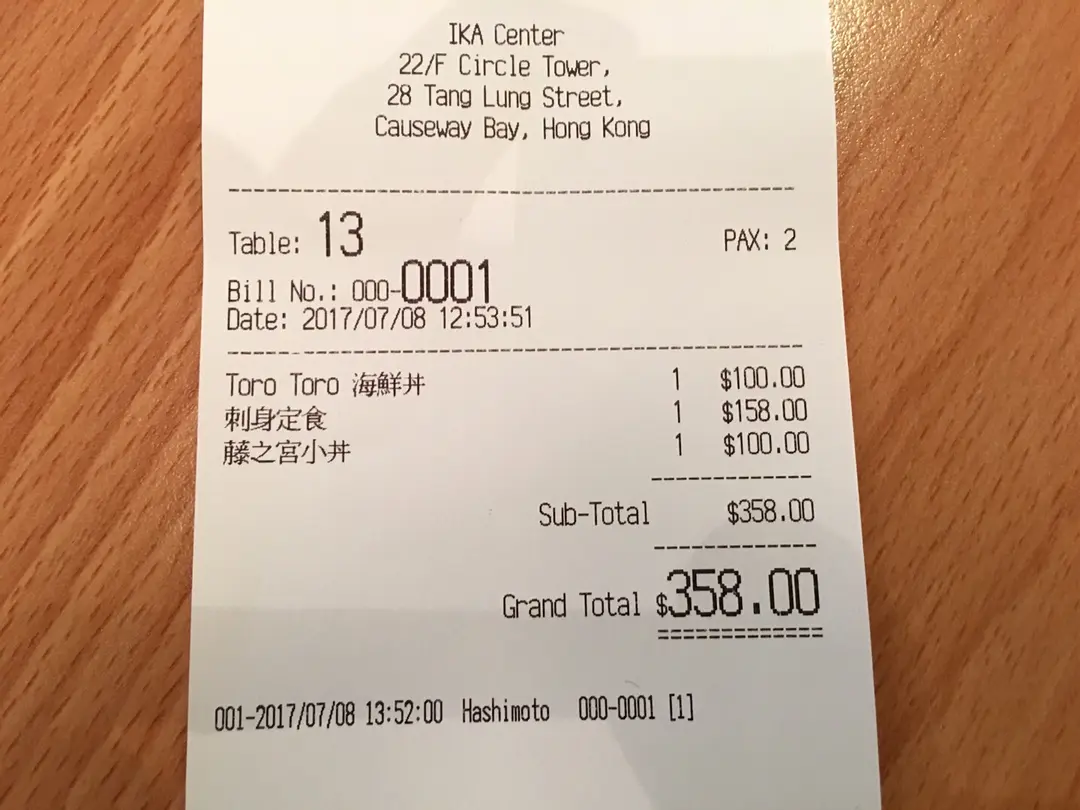 IKA Center
22/F Circle Tower,
28 Tang Lung Street,
Causeway Bay, Hong Kong
Table: 13 PAX: 2
Bill No.: 000-0001
Date: 2017/07/08 12:53:51
Toro Toro 海鮮丼 1 $100.00
刺身定食 1 $158.00
藤之宮小丼 1 $100.00
Sub-Total $358.00
Grand Total $358.00
001-2017/07/08 13:52:00 Hashimoto 000-0001 [1]